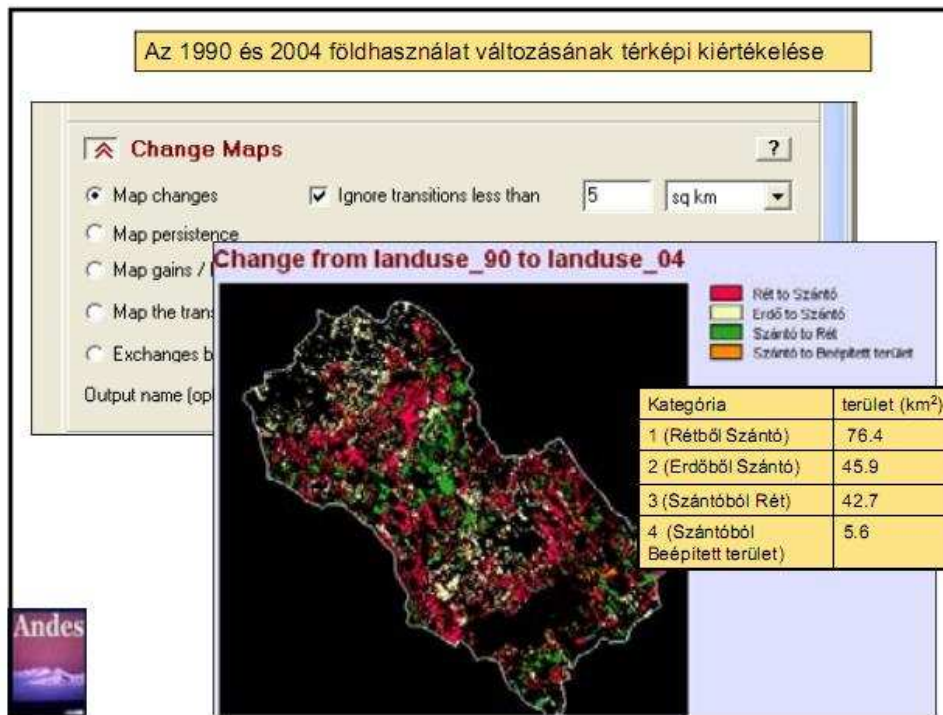 Az 1990 és 2004 földhasználat változásának térképi kiértékelése
Change Maps
?
Map changes
Ignore transitions less than
5
sq km
Map persistence
Map gains /
Map the trans
Exchanges b
Output name (op
Change from landuse_90 to landuse_04
Rét to Szántó
Erdő to Szántó
Szántó to Rét
Szántó to Beépített terület
Kategória terület (km²)
1 (Rétből Szántó) 76.4
2 (Erdőből Szántó) 45.9
3 (Szántóból Rét) 42.7
4 (Szántóból 5.6
Beépített terület)
Andes